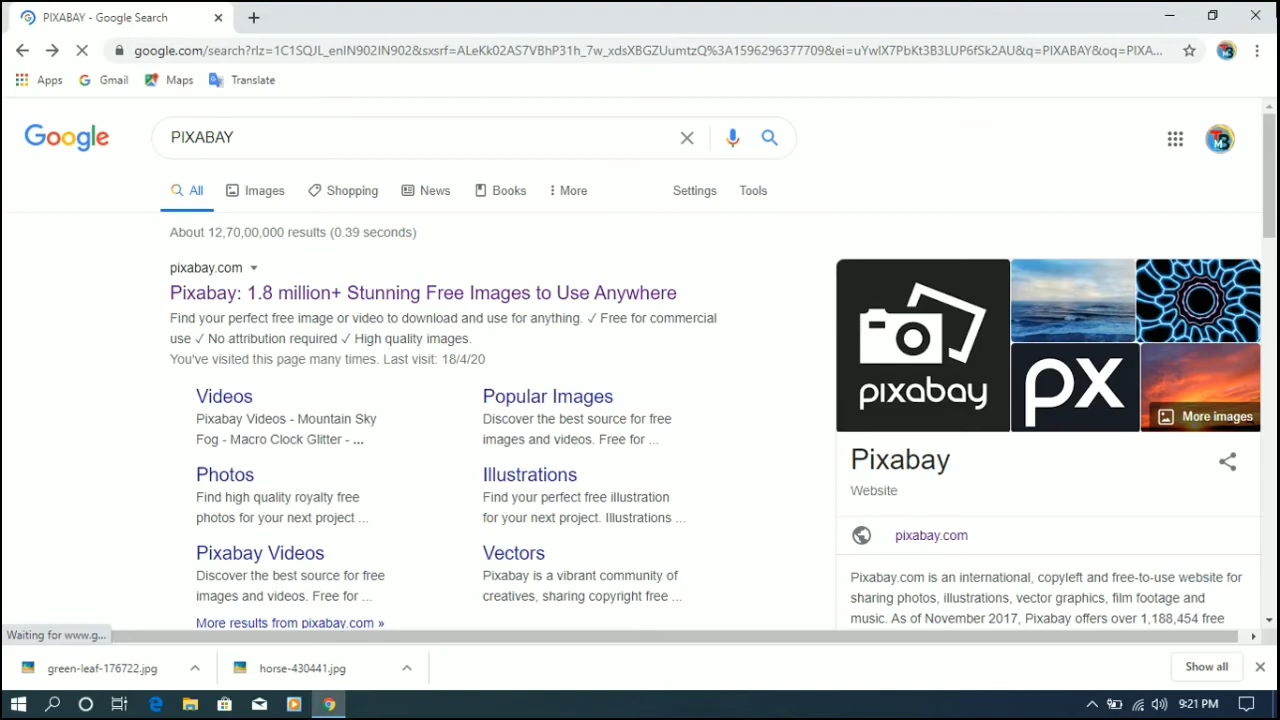 PIXABAY - Google Search
google.com/search?rlz=1C1SQJL_enIN902IN902&sxsrf=ALeKk02AS7VBhP31h_7w_xdsXBGZUumtzQ%3A1596296377709&ei=uYwlX7PbKt3B3LUP6fSk2AU&q=PIXABAY&oq=PIXA...
Apps Gmail Maps Translate
Google
PIXABAY
All Images Shopping News Books More Settings Tools
About 12,70,00,000 results (0.39 seconds)
pixabay.com
Pixabay: 1.8 million+ Stunning Free Images to Use Anywhere
Find your perfect free image or video to download and use for anything. ✓ Free for commercial
use ✓ No attribution required ✓ High quality images.
You've visited this page many times. Last visit: 18/4/20
Videos
Pixabay Videos - Mountain Sky
Fog - Macro Clock Glitter - ...
Popular Images
Discover the best source for free
images and videos. Free for ...
Photos
Find high quality royalty free
photos for your next project ...
Illustrations
Find your perfect free illustration
for your next project. Illustrations ...
Pixabay Videos
Discover the best source for free
images and videos. Free for ...
Vectors
Pixabay is a vibrant community of
creatives, sharing copyright free ...
More results from pixabay.com »
pixabay
px
More images
Pixabay
Website
pixabay.com
Pixabay.com is an international, copyleft and free-to-use website for
sharing photos, illustrations, vector graphics, film footage and
music. As of November 2017, Pixabay offers over 1,188,454 free
Waiting for www.g...
green-leaf-176722.jpg
horse-430441.jpg
Show all
9:21 PM